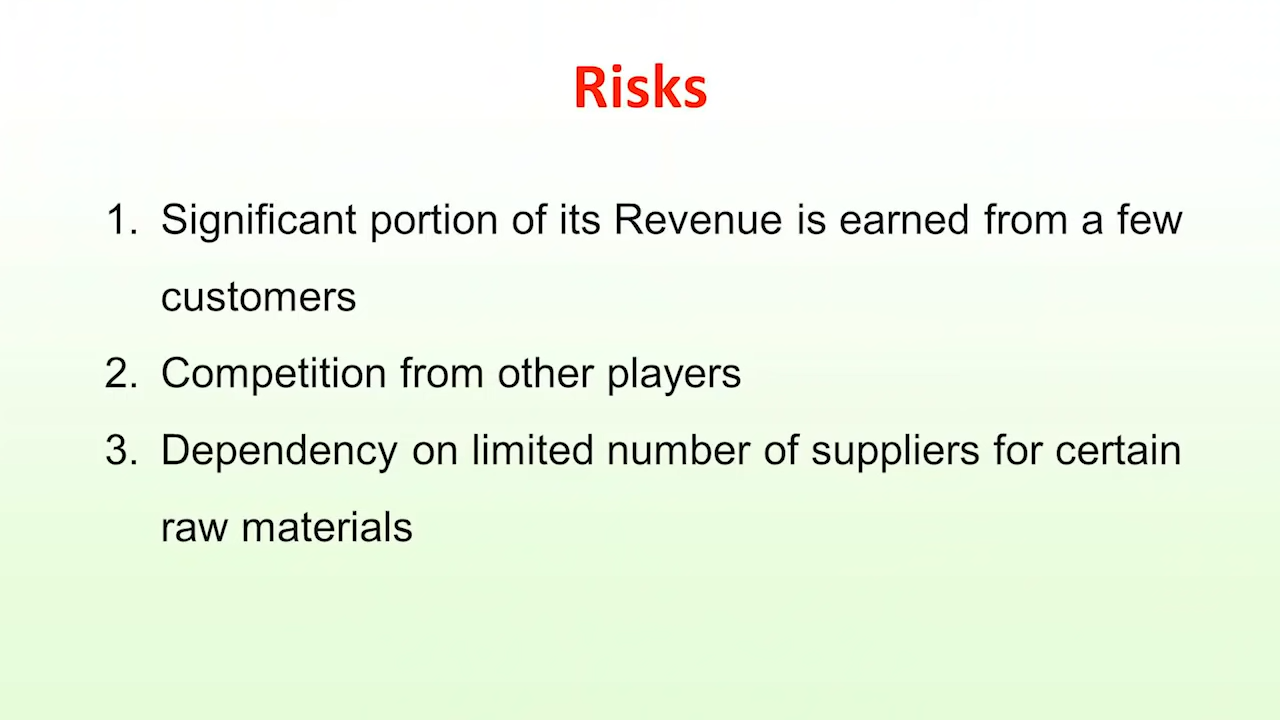 Risks
1. Significant portion of its Revenue is earned from a few
customers
2. Competition from other players
3. Dependency on limited number of suppliers for certain
raw materials